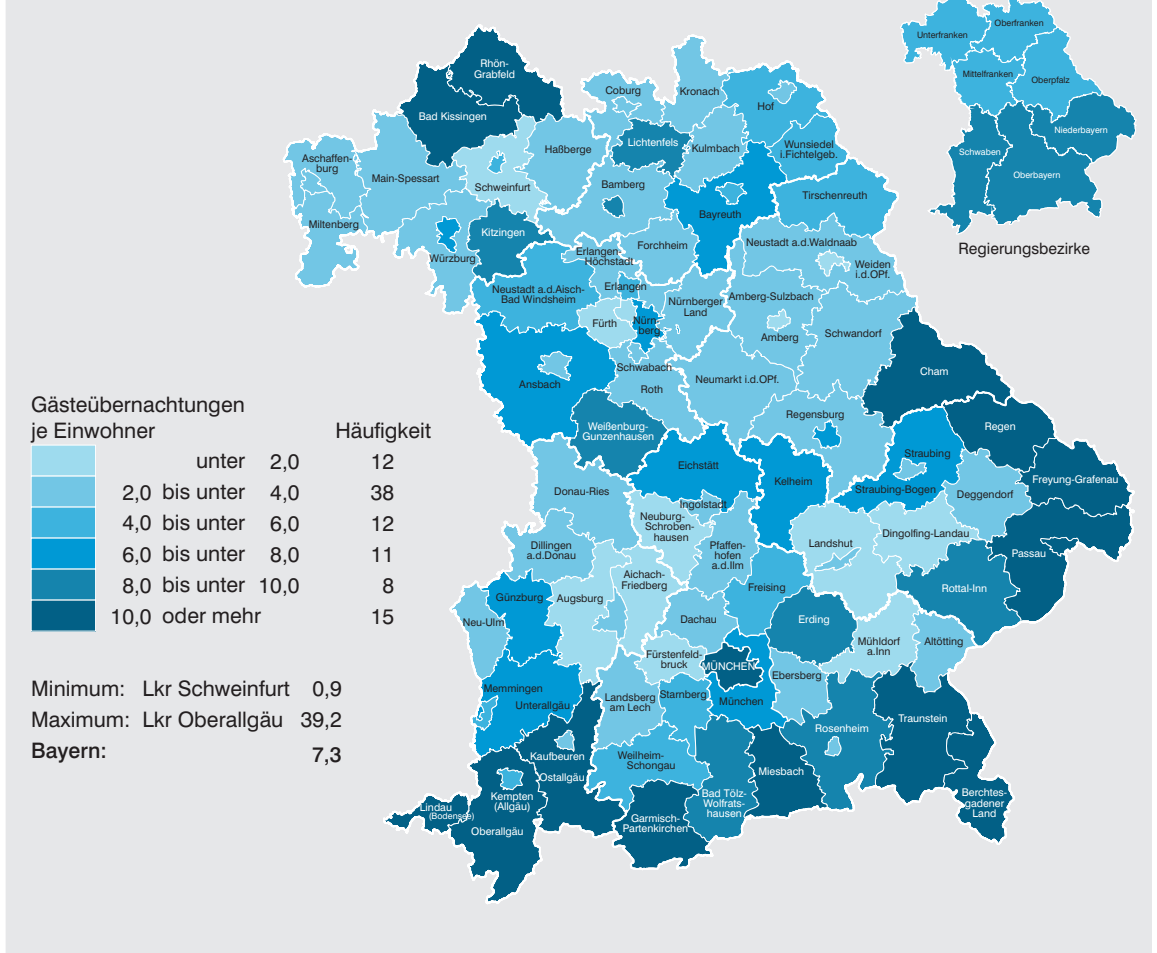 Rhön-
Grabfeld
Bad Kissingen
Coburg
Kronach
Hof
Lichtenfels
Kulmbach
Wunsiedel
i.Fichtelgeb.
Haßberge
Aschaffen-
burg
Main-Spessart
Schweinfurt
Bamberg
Bayreuth
Tirschenreuth
Miltenberg
Kitzingen
Würzburg
Forchheim
Erlangen-
Höchstadt
Neustadt a.d.Waldnaab
Weiden
i.d.OPf.
Neustadt a.d.Aisch-
Bad Windsheim
Erlangen
Nürnberger
Land
Amberg-Sulzbach
Fürth
Nürn-
berg
Amberg
Schwandorf
Ansbach
Schwabach
Roth
Neumarkt i.d.OPf.
Cham
Weißenburg-
Gunzenhausen
Regensburg
Regen
Eichstätt
Kelheim
Straubing
Straubing-Bogen
Freyung-Grafenau
Deggendorf
Donau-Ries
Ingolstadt
Neuburg-
Schroben-
hausen
Pfaffen-
hofen
a.d.Ilm
Landshut
Dingolfing-Landau
Passau
Dillingen
a.d.Donau
Aichach-
Friedberg
Freising
Rottal-Inn
Günzburg
Augsburg
Neu-Ulm
Dachau
Erding
Mühldorf
a.Inn
Altötting
Fürstenfeld-
bruck
MÜNCHEN
Ebersberg
Memmingen
Unterallgäu
Landsberg
am Lech
Starnberg
München
Rosenheim
Traunstein
Kaufbeuren
Ostallgäu
Weilheim-
Schongau
Miesbach
Bad Tölz-
Wolfrats-
hausen
Berchtes-
gadener
Land
Kempten
(Allgäu)
Lindau
(Bodensee)
Oberallgäu
Garmisch-
Partenkirchen
Unterfranken
Oberfranken
Mittelfranken
Oberpfalz
Niederbayern
Schwaben
Oberbayern
Regierungsbezirke
Gästeübernachtungen
je Einwohner Häufigkeit
unter 2,0 12
2,0 bis unter 4,0 38
4,0 bis unter 6,0 12
6,0 bis unter 8,0 11
8,0 bis unter 10,0 8
10,0 oder mehr 15
Minimum: Lkr Schweinfurt 0,9
Maximum: Lkr Oberallgäu 39,2
Bayern: 7,3